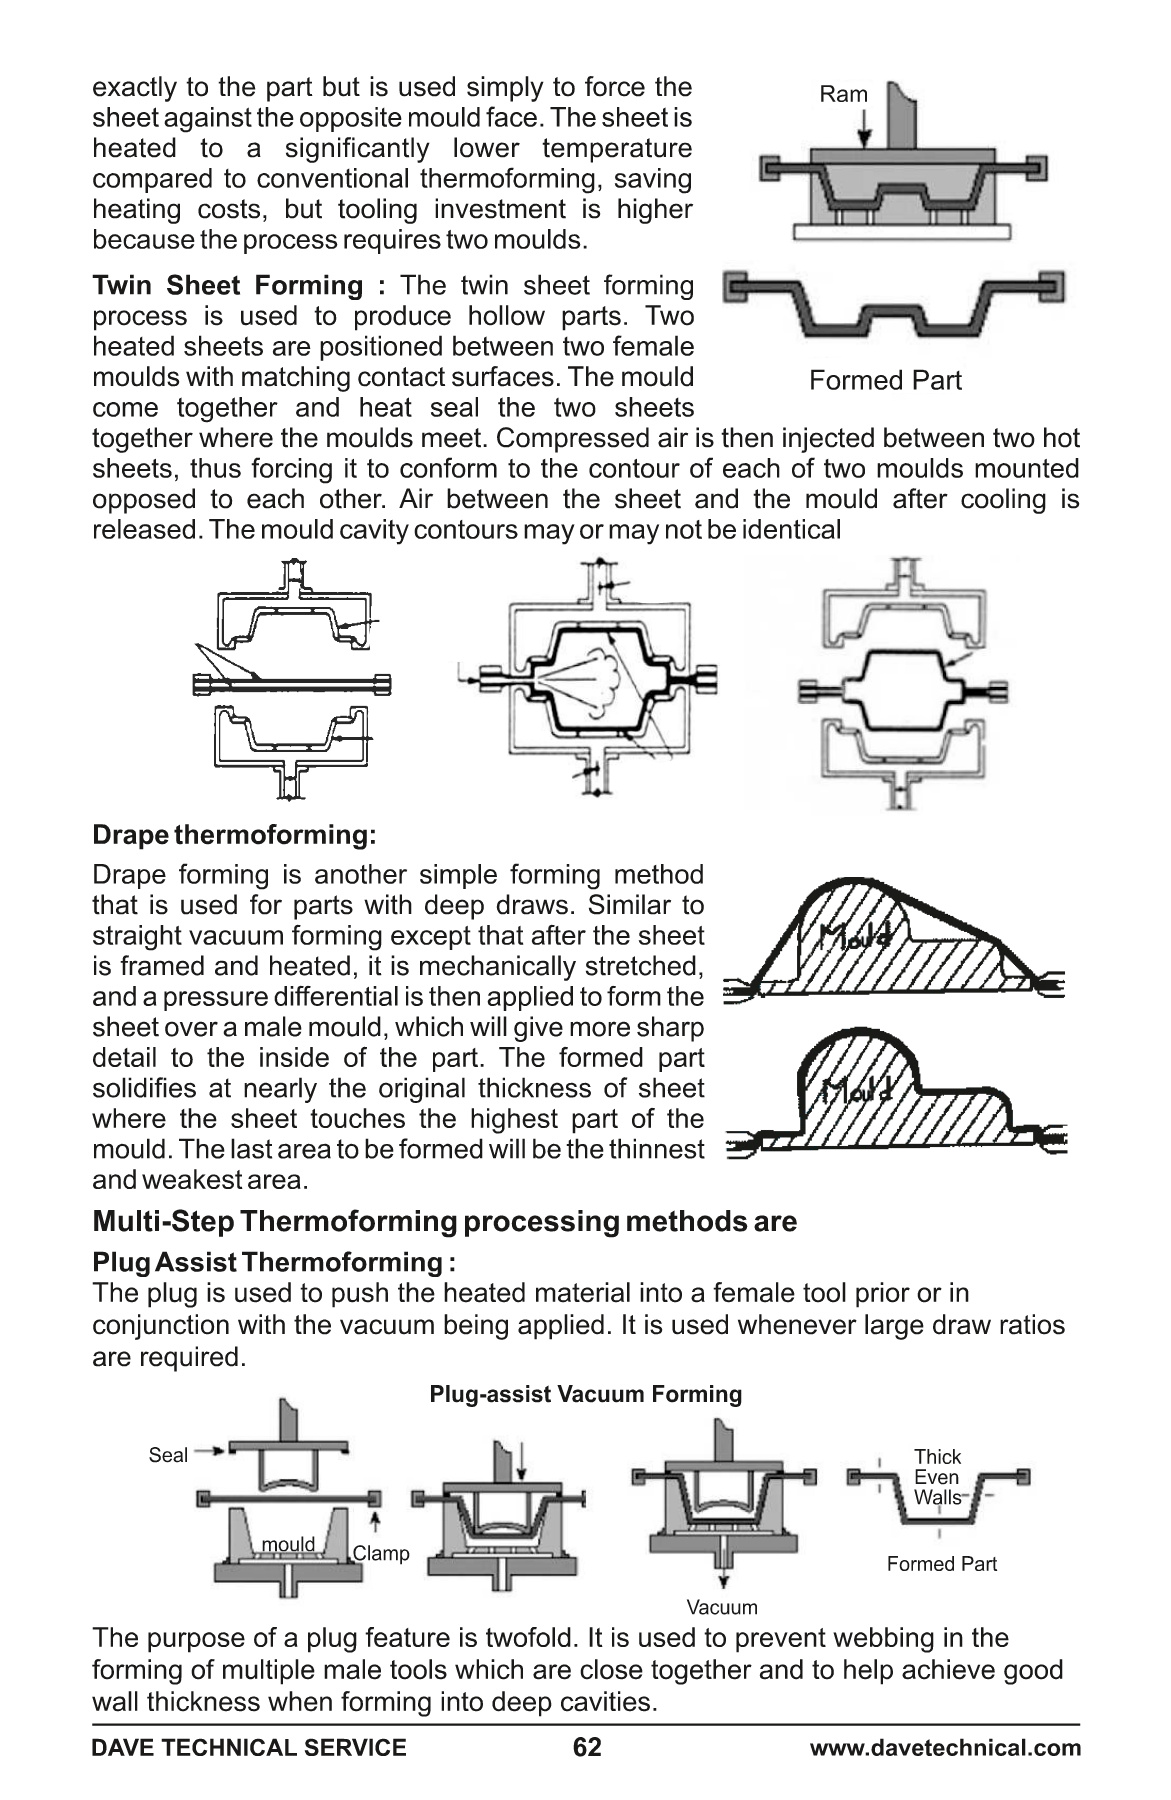 exactly to the part but is used simply to force the
sheet against the opposite mould face. The sheet is
heated to a significantly lower temperature
compared to conventional thermoforming, saving
heating costs, but tooling investment is higher
because the process requires two moulds.
Ram
Twin Sheet Forming : The twin sheet forming
process is used to produce hollow parts. Two
heated sheets are positioned between two female
moulds with matching contact surfaces. The mould
come together and heat seal the two sheets
Formed Part
together where the moulds meet. Compressed air is then injected between two hot
sheets, thus forcing it to conform to the contour of each of two moulds mounted
opposed to each other. Air between the sheet and the mould after cooling is
released. The mould cavity contours may or may not be identical
Drape thermoforming:
Drape forming is another simple forming method
that is used for parts with deep draws. Similar to
straight vacuum forming except that after the sheet
is framed and heated, it is mechanically stretched,
and a pressure differential is then applied to form the
sheet over a male mould, which will give more sharp
detail to the inside of the part. The formed part
solidifies at nearly the original thickness of sheet
where the sheet touches the highest part of the
mould. The last area to be formed will be the thinnest
and weakest area.
Mould
Mould
Multi-Step Thermoforming processing methods are
Plug Assist Thermoforming :
The plug is used to push the heated material into a female tool prior or in
conjunction with the vacuum being applied. It is used whenever large draw ratios
are required.
Plug-assist Vacuum Forming
Seal
mould
Clamp
Vacuum
Thick
Even
Walls
Formed Part
The purpose of a plug feature is twofold. It is used to prevent webbing in the
forming of multiple male tools which are close together and to help achieve good
wall thickness when forming into deep cavities.
DAVE TECHNICAL SERVICE 62 www.davetechnical.com